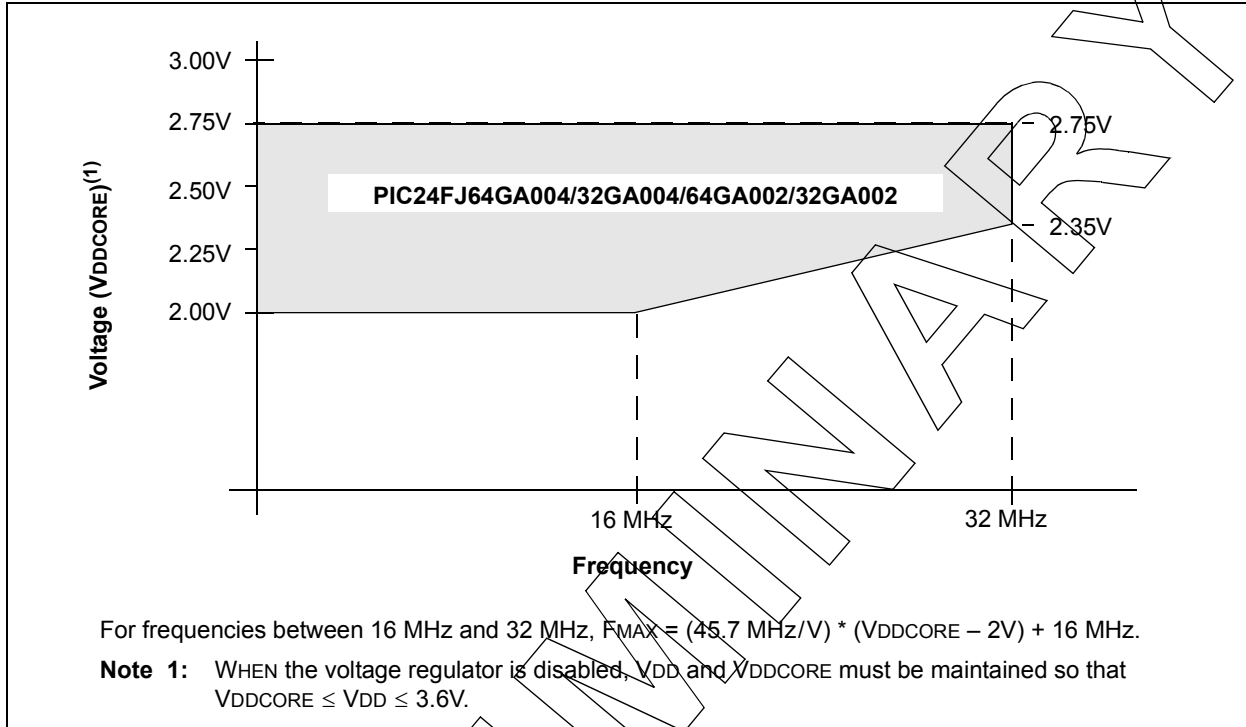 3.00V
2.75V
2.50V
2.25V
2.00V
Voltage (VDDCORE)(1)
PIC24FJ64GA004/32GA004/64GA002/32GA002
2.75V
2.35V
16 MHz
32 MHz
Frequency
For frequencies between 16 MHz and 32 MHz, FMAX = (45.7 MHz/V) * (VDDCORE – 2V) + 16 MHz.
Note 1: WHEN the voltage regulator is disabled, VDD and VDDCORE must be maintained so that
VDDCORE ≤ VDD ≤ 3.6V.
MINARY